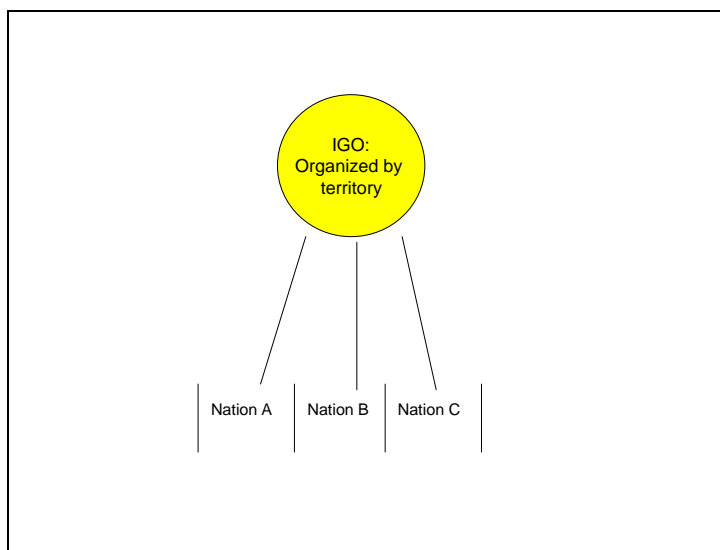 IGO:
Organized by
territory
Nation A
Nation B
Nation C